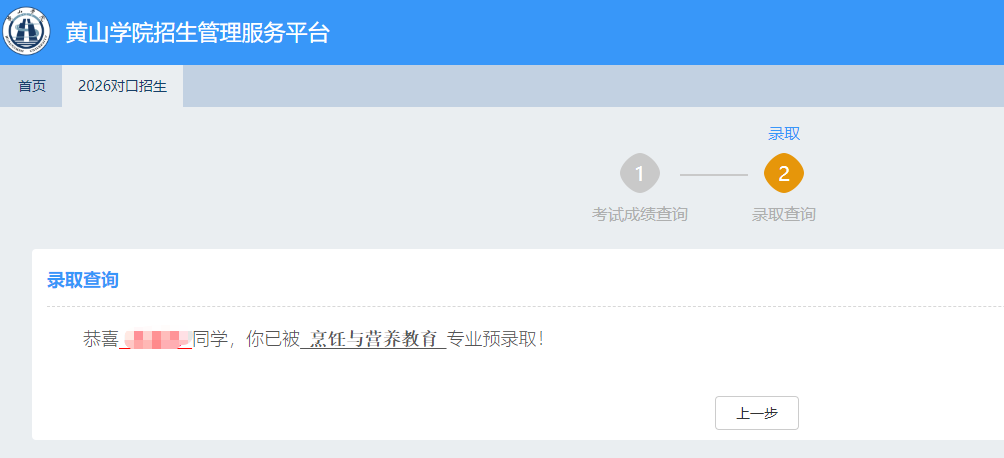 黄山学院招生管理服务平台
首页 2026对口招生
录取
1 2
考试成绩查询 录取查询
录取查询
恭喜 同学，你已被 烹饪与营养教育 专业预录取！
上一步